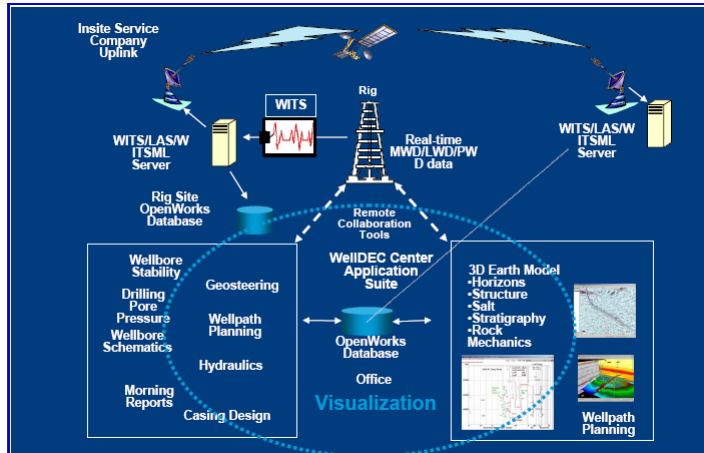 Insite Service
Company
Uplink
WITS
Rig
WITS/LAS/W
ITSML
Server
Real-time
MWD/LWD/PW
D data
WITS/LAS/W
ITSML
Server
Rig Site
OpenWorks
Database
Remote
Collaboration
Tools
WellDEC Center
Application
Suite
Wellbore
Stability
Geosteering
Drilling
Pore
Pressure
Wellpath
Planning
Wellbore
Schematics
Hydraulics
Morning
Reports
Casing Design
OpenWorks
Database
Office
Visualization
3D Earth Model
•Horizons
•Structure
•Salt
•Stratigraphy
•Rock
Mechanics
Wellpath
Planning